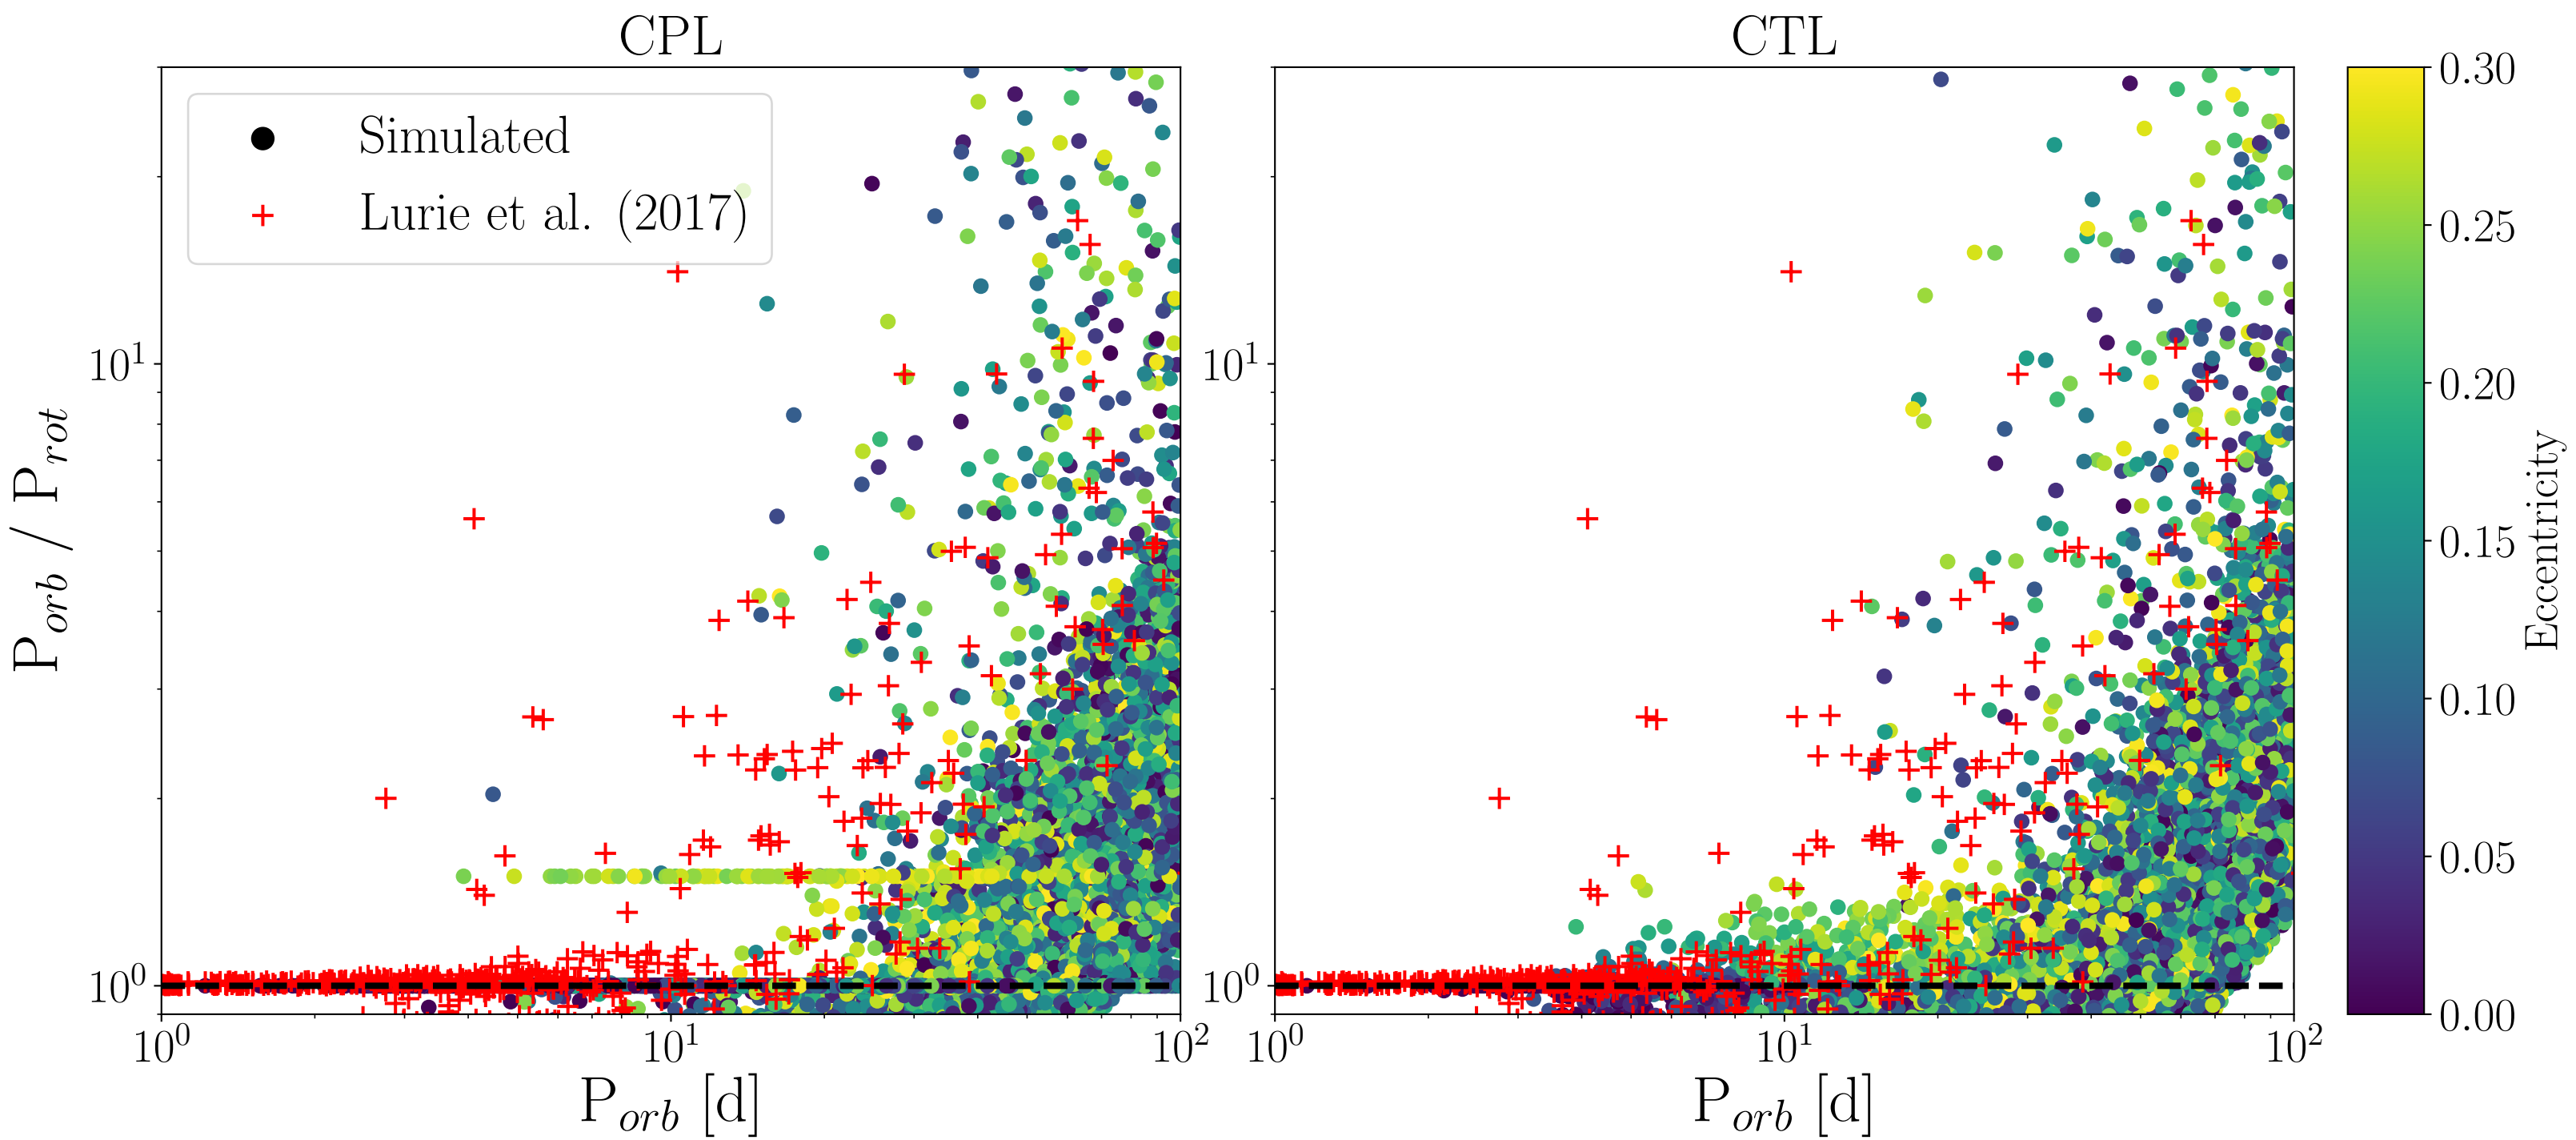 CPL
CTL
Simulated
Lurie et al. (2017)
P_orb / P_rot
10^1
10^0
10^0
10^1
10^2
P_orb [d]
10^1
10^0
10^0
10^1
10^2
P_orb [d]
0.30
0.25
0.20
0.15
0.10
0.05
0.00
Eccentricity